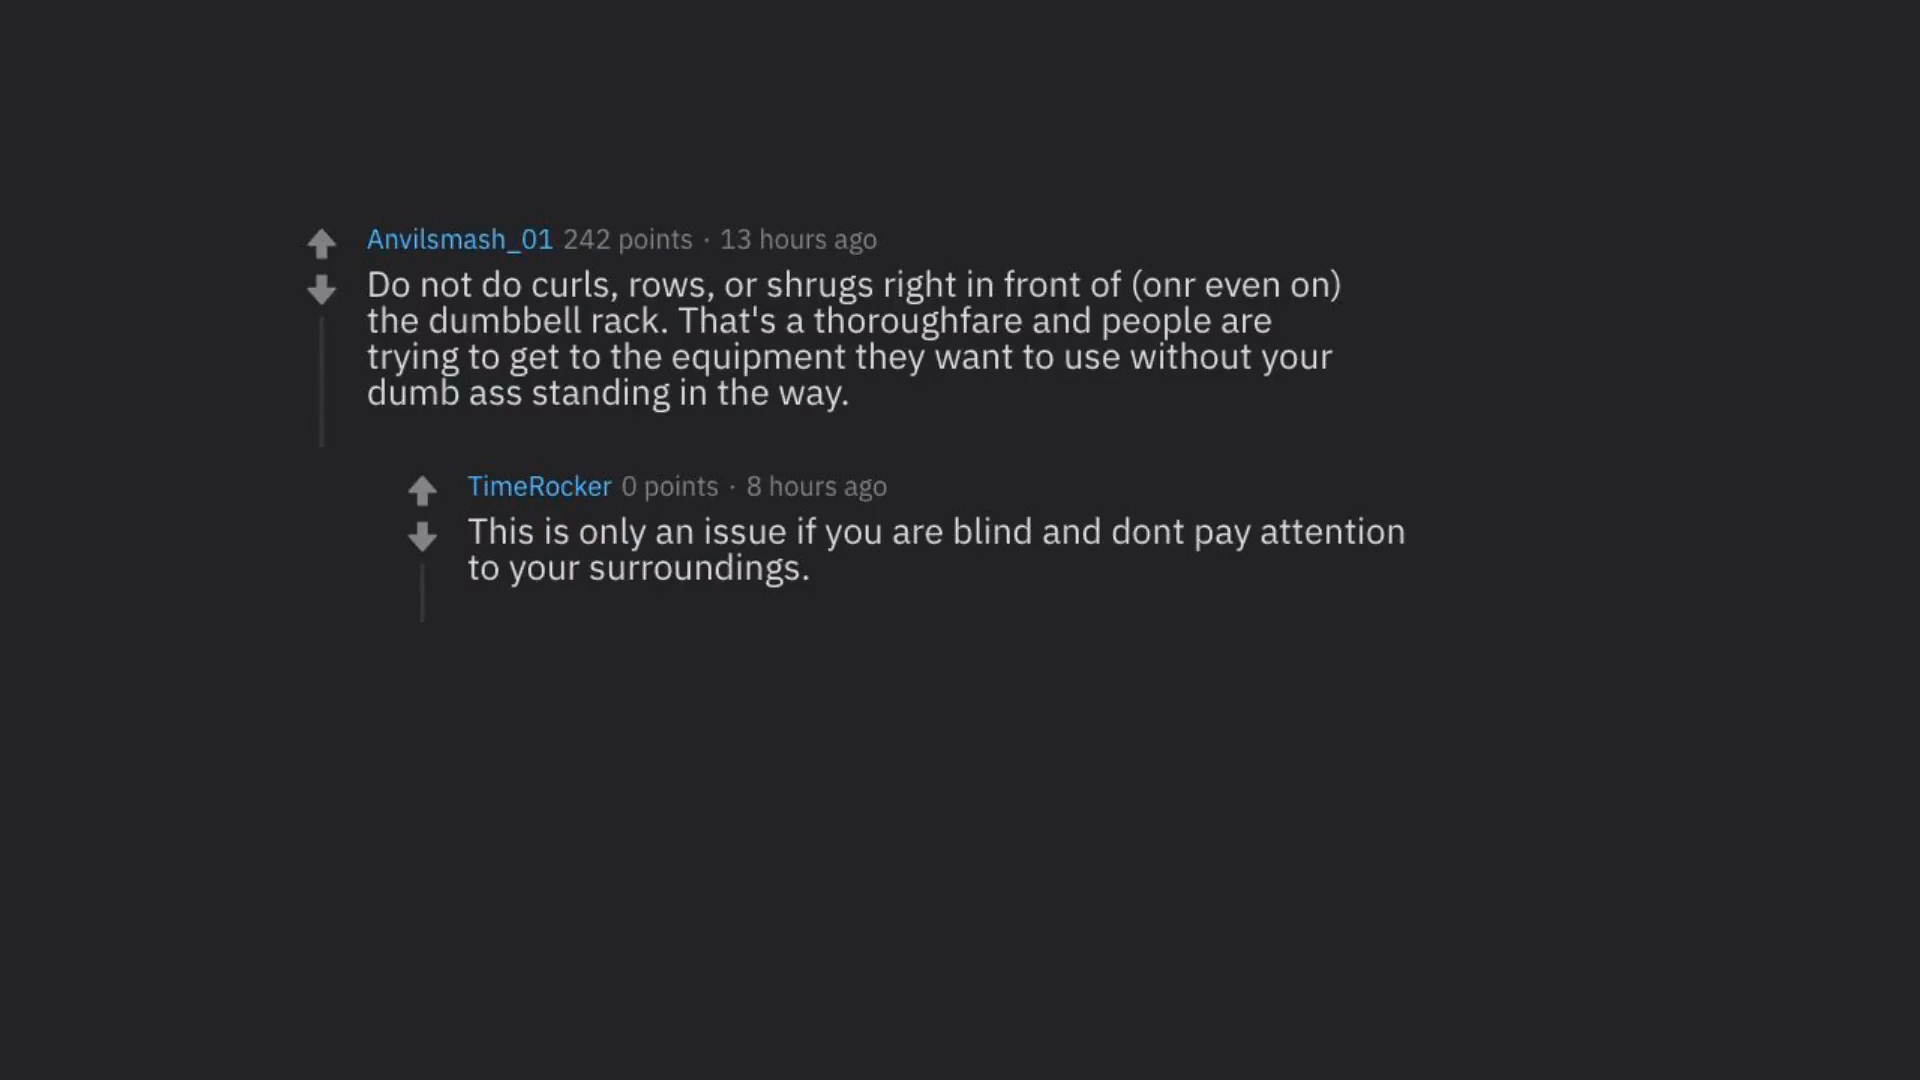 Anvilsmash_01 242 points · 13 hours ago
Do not do curls, rows, or shrugs right in front of (onr even on)
the dumbbell rack. That's a thoroughfare and people are
trying to get to the equipment they want to use without your
dumb ass standing in the way.
TimeRocker 0 points · 8 hours ago
This is only an issue if you are blind and dont pay attention
to your surroundings.